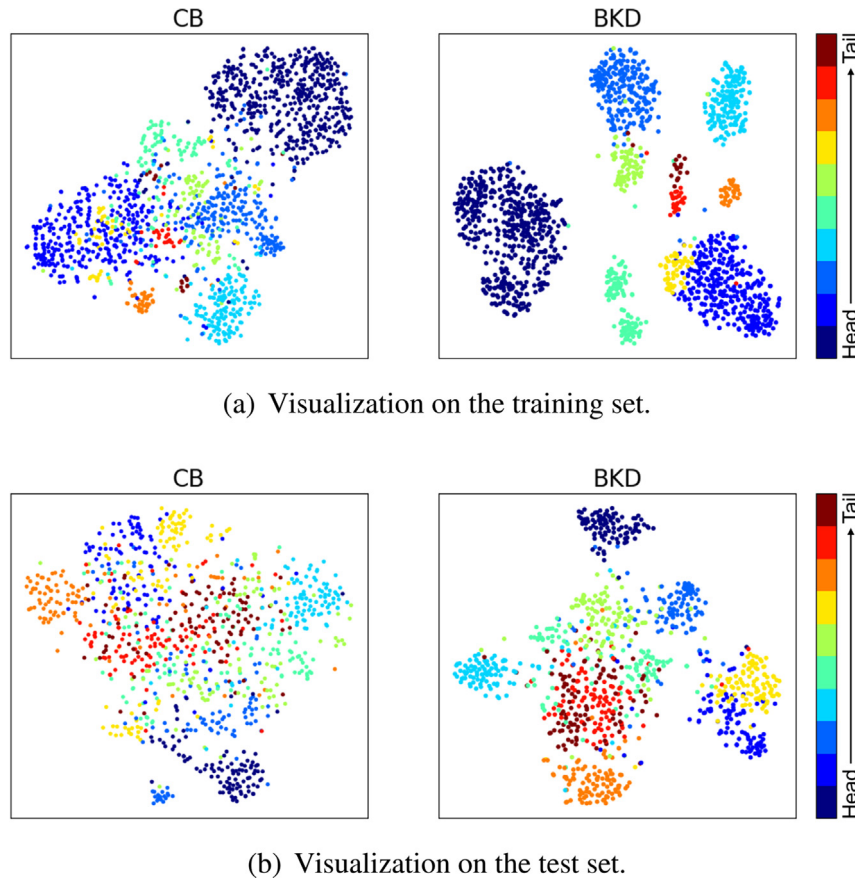 CB
BKD
Tail
Head
(a) Visualization on the training set.
CB
BKD
Tail
Head
(b) Visualization on the test set.